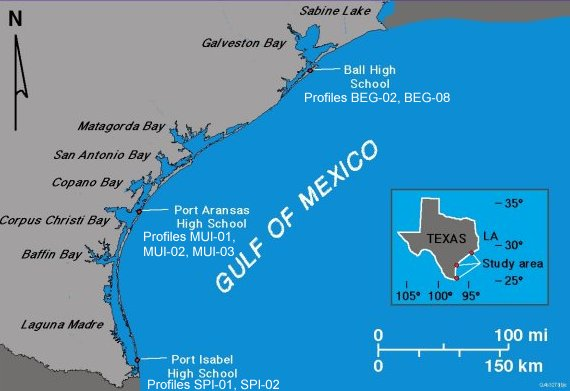 Sabine Lake
Galveston Bay
N
Ball High
School
Profiles BEG-02, BEG-08
Matagorda Bay
San Antonio Bay
Copano Bay
GULF OF MEXICO
Port Aransas
High School
Profiles MUI-01,
MUI-02, MUI-03
Corpus Christi Bay
Baffin Bay
35°
TEXAS
LA
30°
Study area
25°
105° 100° 95°
Laguna Madre
0 100 mi
0 150 km
Port Isabel
High School
Profiles SPI-01, SPI-02